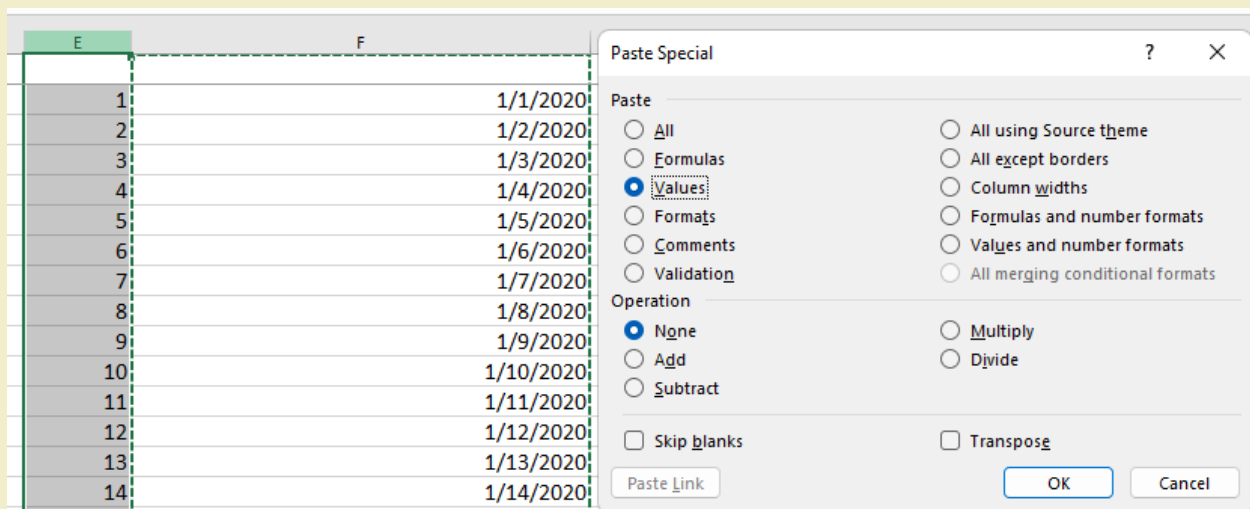 E F
1 1/1/2020
2 1/2/2020
3 1/3/2020
4 1/4/2020
5 1/5/2020
6 1/6/2020
7 1/7/2020
8 1/8/2020
9 1/9/2020
10 1/10/2020
11 1/11/2020
12 1/12/2020
13 1/13/2020
14 1/14/2020
Paste Special ?
Paste
All All using Source theme
Formulas All except borders
Values Column widths
Formats Formulas and number formats
Comments Values and number formats
Validation All merging conditional formats
Operation
None Multiply
Add Divide
Subtract
Skip blanks Transpose
Paste Link OK Cancel